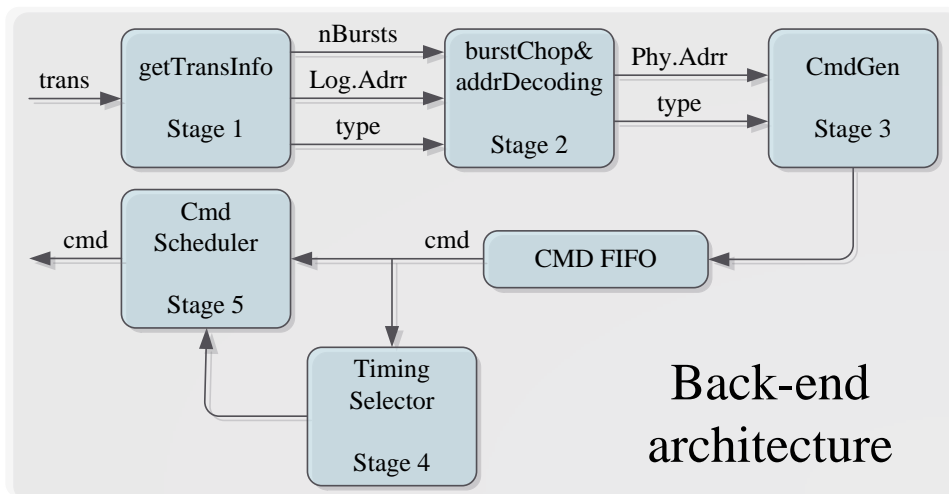 trans
getTransInfo
Stage 1
nBursts
Log.Adrr
type
burstChop&
addrDecoding
Stage 2
Phy.Adrr
type
CmdGen
Stage 3
cmd
Cmd
Scheduler
Stage 5
cmd
CMD FIFO
Timing
Selector
Stage 4
Back-end
architecture